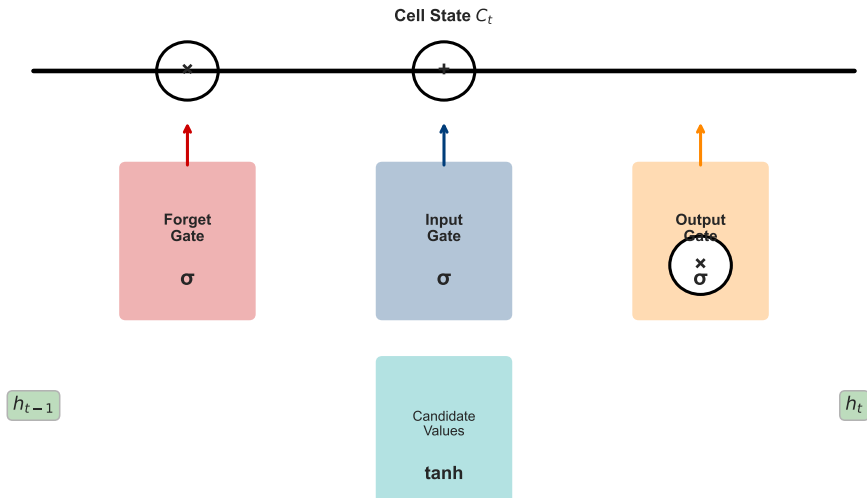 Cell State Cₜ
×
+
Forget
Gate
σ
Input
Gate
σ
Output
Gate
×
σ
hₜ₋₁
hₜ
Candidate
Values
tanh